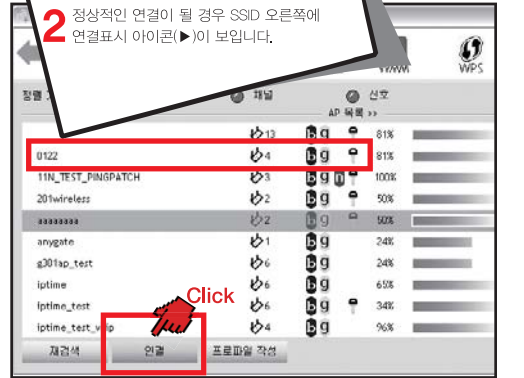 2 정상적인 연결이 될 경우 SSID 오른쪽에
연결표시 아이콘(▶)이 보입니다.
WPS
정렬
채널
신호
AP 목록 >>
13 b g 81%
0122 4 b g 81%
11N_TEST_PINGPATCH 3 b g n 100%
201wireless 2 b g 50%
aaaaaaaa 2 b g 50%
anygate 1 b g 24%
g301ap_test 6 b g 24%
iptime 6 b g 65%
iptime_test 6 b g 34%
4 b g 96%
Click
재검색 연결 프로파일 작성